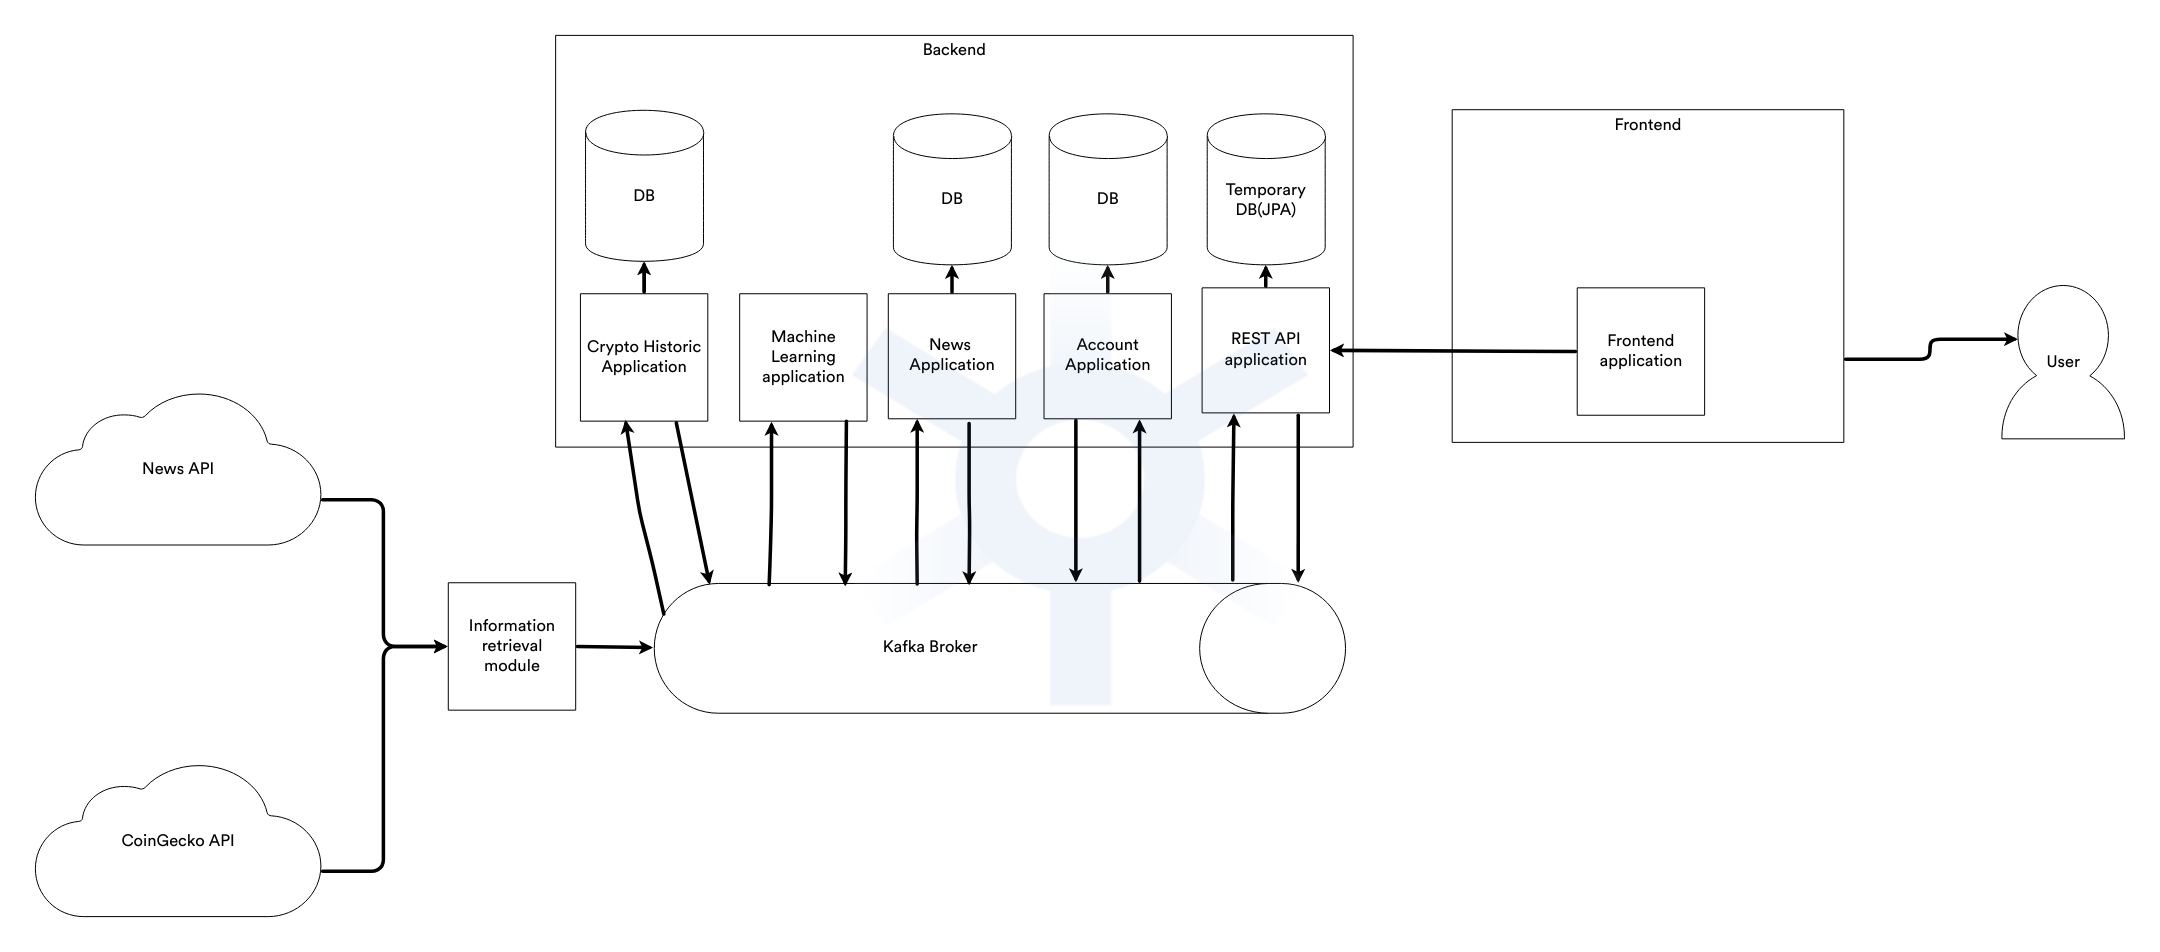 Backend
DB
DB
DB
Temporary
DB(JPA)
Crypto Historic
Application
Machine
Learning
application
News
Application
Account
Application
REST API
application
Frontend
Frontend
application
User
News API
CoinGecko API
Information
retrieval
module
Kafka Broker